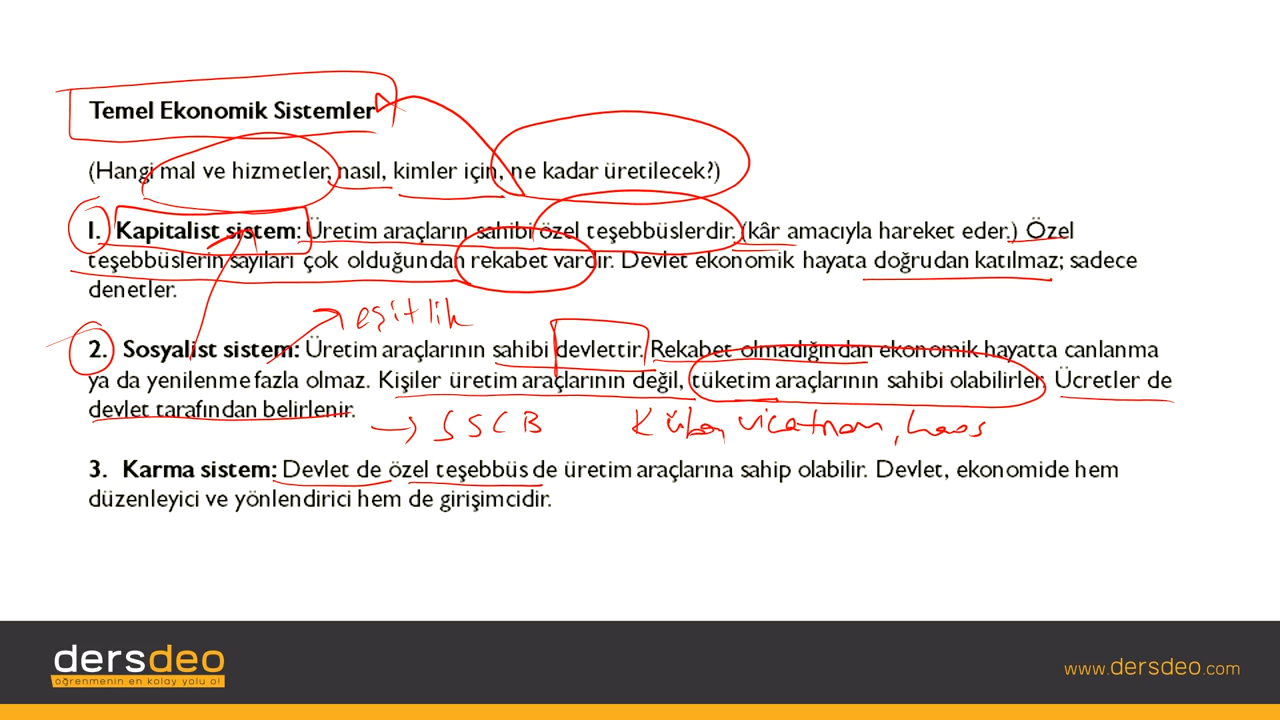 Temel Ekonomik Sistemler
(Hangi mal ve hizmetler, nasıl, kimler için, ne kadar üretilecek?)
1. Kapitalist sistem: Üretim araçların sahibi özel teşebbüslerdir. (kâr amacıyla hareket eder.) Özel
teşebbüslerin sayıları çok olduğundan rekabet vardır. Devlet ekonomik hayata doğrudan katılmaz; sadece
denetler.
eşitlik
2. Sosyalist sistem: Üretim araçlarının sahibi devlettir. Rekabet olmadığından ekonomik hayatta canlanma
ya da yenilenme fazla olmaz. Kişiler üretim araçlarının değil, tüketim araçlarının sahibi olabilirler. Ücretler de
devlet tarafından belirlenir.
SSCB Küba, vietnam, laos
3. Karma sistem: Devlet de özel teşebbüs de üretim araçlarına sahip olabilir. Devlet, ekonomide hem
düzenleyici ve yönlendirici hem de girişimcidir.
dersdeo
öğrenmenin en kolay yolu o!
www.dersdeo.com